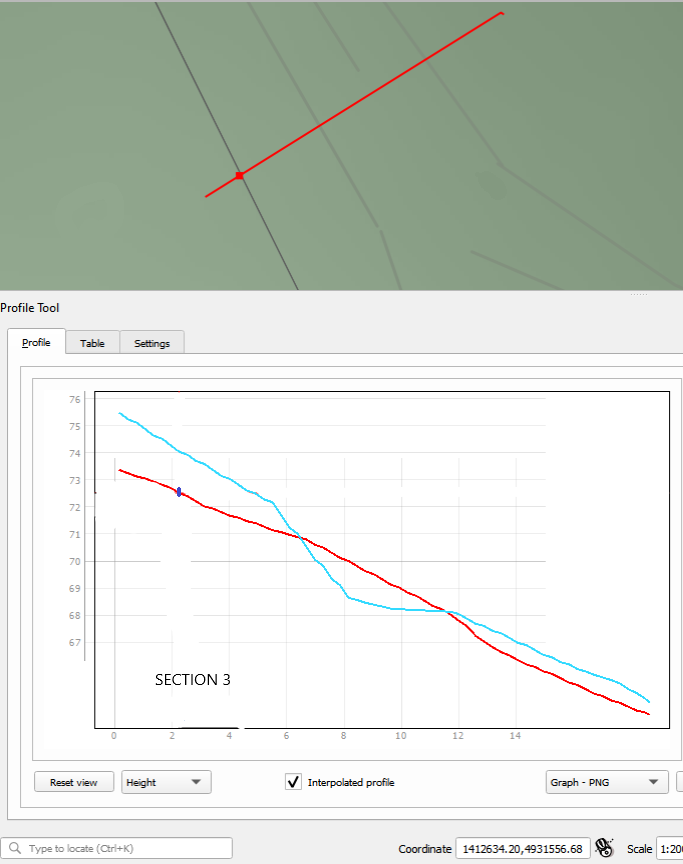 Profile Tool
Profile Table Settings
76
75
74
73
72
71
70
69
68
67
SECTION 3
0 2 4 6 8 10 12 14
Reset view Height Interpolated profile Graph - PNG
Type to locate (Ctrl+K) Coordinate 1412634.20,4931556.68 Scale 1:200